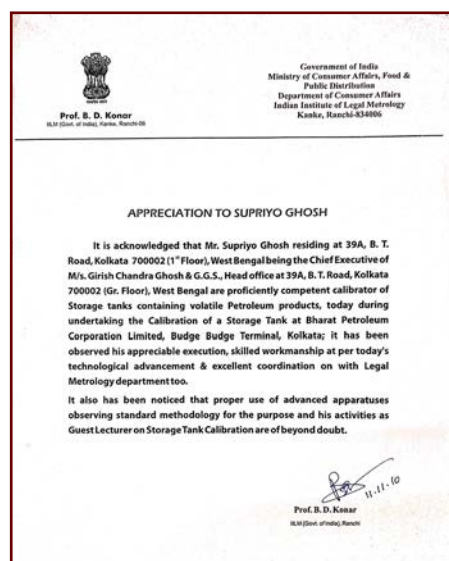 Government of India
Ministry of Consumer Affairs, Food &
Public Distribution
Department of Consumer Affairs
Indian Institute of Legal Metrology
Kanke, Ranchi-834006
Prof. B. D. Konar
IILM (Govt. of India), Kanke, Ranchi-06
APPRECIATION TO SUPRIYO GHOSH
It is acknowledged that Mr. Supriyo Ghosh residing at 39A, B. T.
Road, Kolkata 700002 (1st Floor), West Bengal being the Chief Executive of
M/s. Girish Chandra Ghosh & G.G.S., Head office at 39A, B. T. Road, Kolkata
700002 (Gr. Floor), West Bengal are proficiently competent calibrator of
Storage tanks containing volatile Petroleum products, today during
undertaking the Calibration of a Storage Tank at Bharat Petroleum
Corporation Limited, Budge Budge Terminal, Kolkata; it has been
observed his appreciable execution, skilled workmanship at per today's
technological advancement & excellent coordination on with Legal
Metrology department too.
It also has been noticed that proper use of advanced apparatuses
observing standard methodology for the purpose and his activities as
Guest Lecturer on Storage Tank Calibration are of beyond doubt.
11-11-10
Prof. B. D. Konar
IILM (Govt. of India), Ranchi